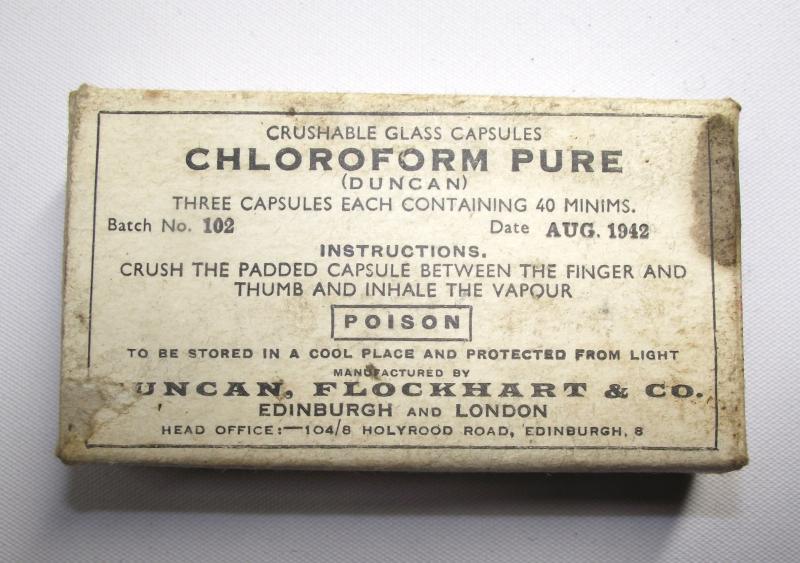 CRUSHABLE GLASS CAPSULES
CHLOROFORM PURE
(DUNCAN)
THREE CAPSULES EACH CONTAINING 40 MINIMS.
Batch No. 102 Date AUG. 1942
INSTRUCTIONS.
CRUSH THE PADDED CAPSULE BETWEEN THE FINGER AND
THUMB AND INHALE THE VAPOUR
POISON
TO BE STORED IN A COOL PLACE AND PROTECTED FROM LIGHT
MANUFACTURED BY
DUNCAN, FLOCKHART & CO.
EDINBURGH AND LONDON
HEAD OFFICE:—104/8 HOLYROOD ROAD, EDINBURGH, 8